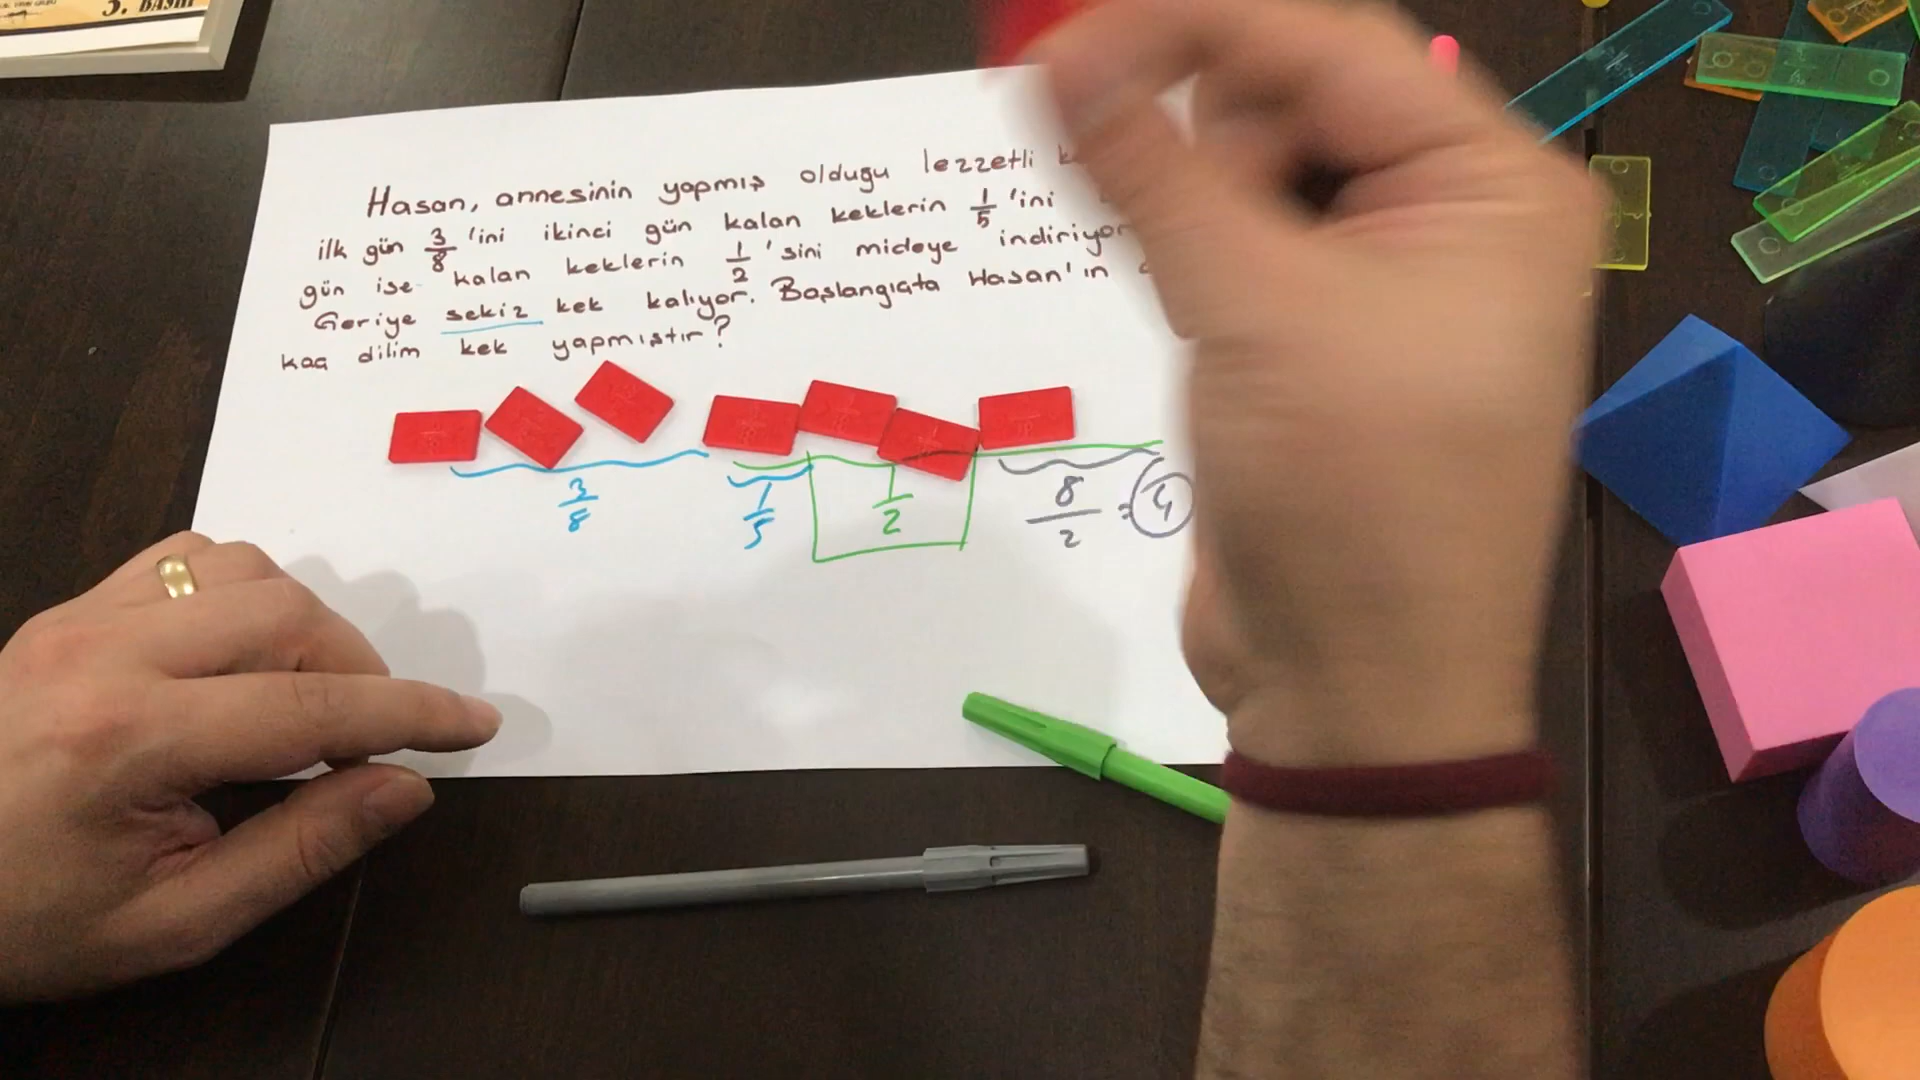 3. BASKI
Hasan, annesinin yapmış olduğu lezzetli
ilk gün 3/8 'ini ikinci gün kalan keklerin 1/5 'ini
gün ise kalan keklerin 1/2 'sini mideye indiriyor
Geriye sekiz kek kalıyor. Başlangıçta Hasan'ın
kaç dilim kek yapmıştır?
3/8 1/5 1/2 8/2 = 4